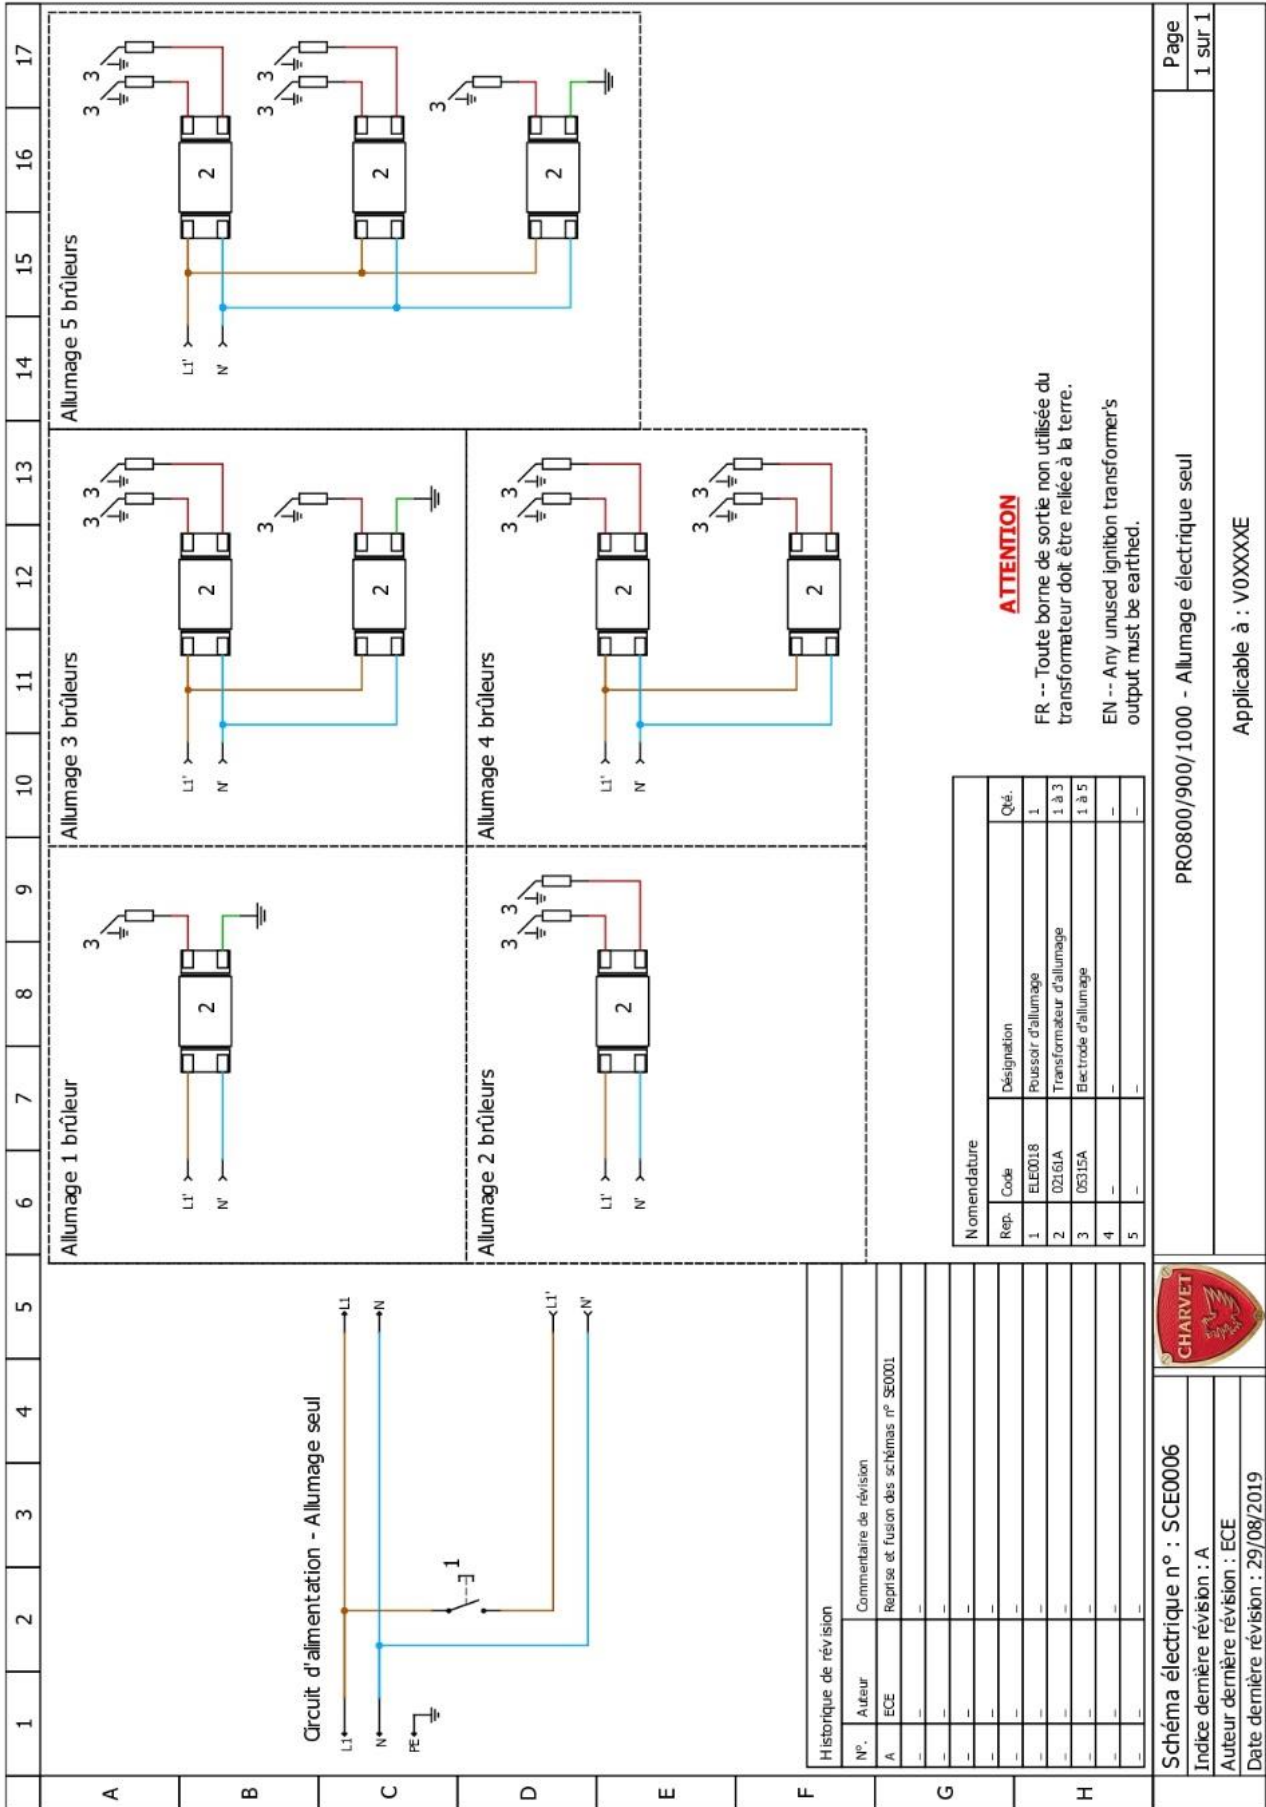 1 2 3 4 5 6 7 8 9 10 11 12 13 14 15 16 17
A
B
C
D
E
F
G
H
Circuit d'alimentation - Allumage seul
L1
N
PE
L1
N
1
L1'
N'
Allumage 1 brûleur
L1'
N'
2
3
Allumage 2 brûleurs
L1'
N'
2
3
3
Allumage 3 brûleurs
L1'
N'
2
3
3
2
3
Allumage 4 brûleurs
L1'
N'
2
3
3
2
3
3
Allumage 5 brûleurs
L1'
N'
2
3
3
2
3
3
2
3
Historique de révision
N°. Auteur Commentaire de révision
A ECE Reprise et fusion des schémas n° SE0001
– – –
– – –
– – –
– – –
– – –
– – –
– – –
– – –
– – –
– – –
Nomenclature
Rep. Code Désignation Qté.
1 ELE0018 Poussoir d'allumage 1
2 02161A Transformateur d'allumage 1 à 3
3 05315A Electrode d'allumage 1 à 5
4 – – –
5 – – –
ATTENTION
FR -- Toute borne de sortie non utilisée du
transformateur doit être reliée à la terre.
EN -- Any unused ignition transformer's
output must be earthed.
Schéma électrique n° : SCE0006
Indice dernière révision : A
Auteur dernière révision : ECE
Date dernière révision : 29/08/2019
CHARVET
PRO800/900/1000 - Allumage électrique seul
Applicable à : V0XXXXE
Page
1 sur 1